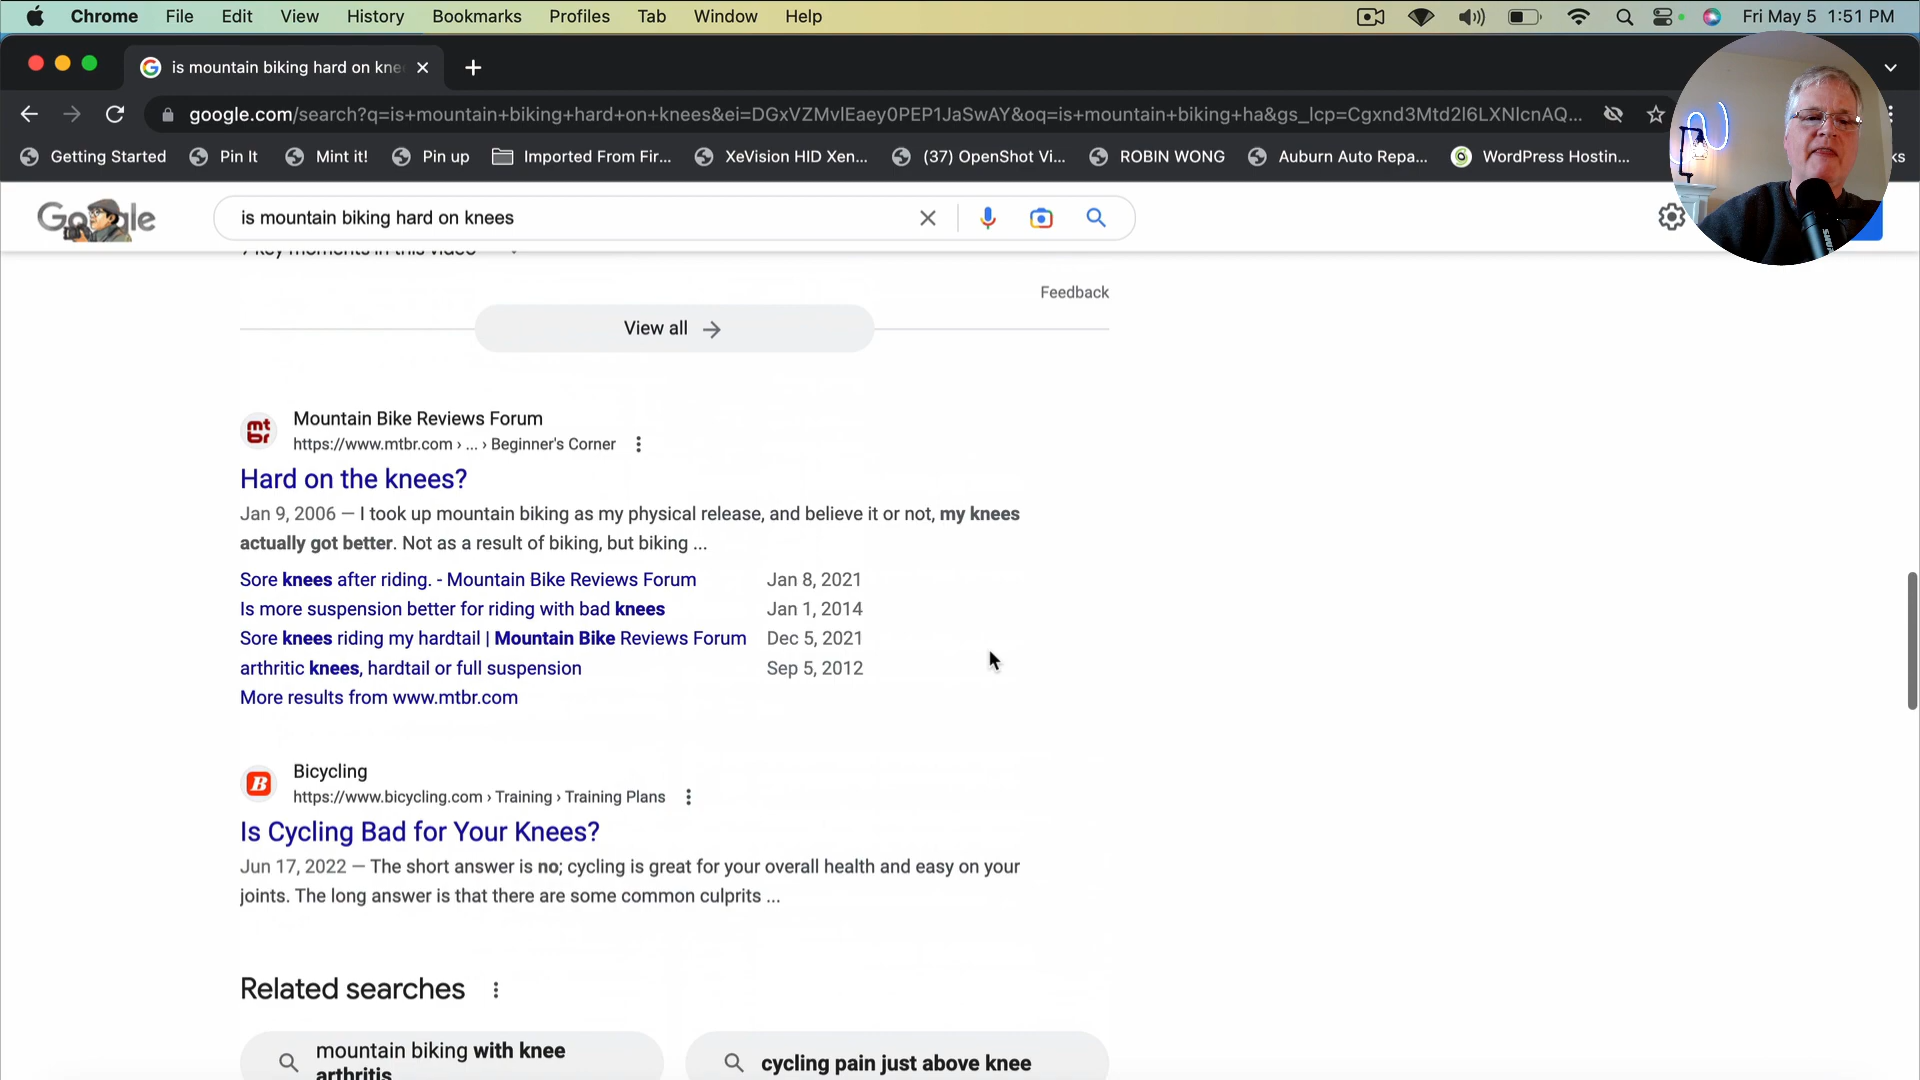 Chrome File Edit View History Bookmarks Profiles Tab Window Help Fri May 5 1:51 PM
is mountain biking hard on kne
google.com/search?q=is+mountain+biking+hard+on+knees&ei=DGxVZMvlEaey0PEP1JaSwAY&oq=is+mountain+biking+ha&gs_lcp=Cgxnd3Mtd2l6LXNlcnAQ...
Getting Started Pin It Mint it! Pin up Imported From Fir... XeVision HID Xen... (37) OpenShot Vi... ROBIN WONG Auburn Auto Repa... WordPress Hostin... ks
Google is mountain biking hard on knees
7 key moments in this video
Feedback
View all
mtbr Mountain Bike Reviews Forum
https://www.mtbr.com › ... › Beginner's Corner
Hard on the knees?
Jan 9, 2006 — I took up mountain biking as my physical release, and believe it or not, my knees
actually got better. Not as a result of biking, but biking ...
Sore knees after riding. - Mountain Bike Reviews Forum Jan 8, 2021
Is more suspension better for riding with bad knees Jan 1, 2014
Sore knees riding my hardtail | Mountain Bike Reviews Forum Dec 5, 2021
arthritic knees, hardtail or full suspension Sep 5, 2012
More results from www.mtbr.com
B Bicycling
https://www.bicycling.com › Training › Training Plans
Is Cycling Bad for Your Knees?
Jun 17, 2022 — The short answer is no; cycling is great for your overall health and easy on your
joints. The long answer is that there are some common culprits ...
Related searches
mountain biking with knee
arthritis
cycling pain just above knee